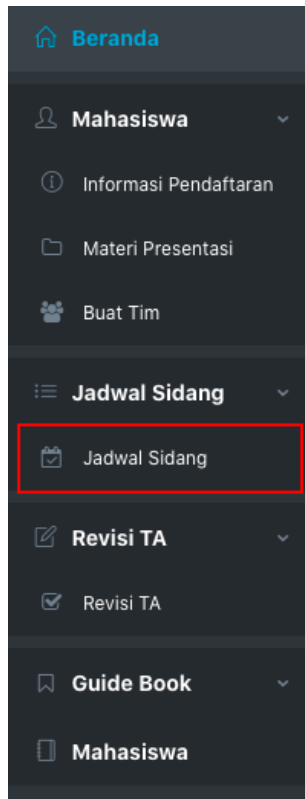 Beranda
Mahasiswa
Informasi Pendaftaran
Materi Presentasi
Buat Tim
Jadwal Sidang
Jadwal Sidang
Revisi TA
Revisi TA
Guide Book
Mahasiswa